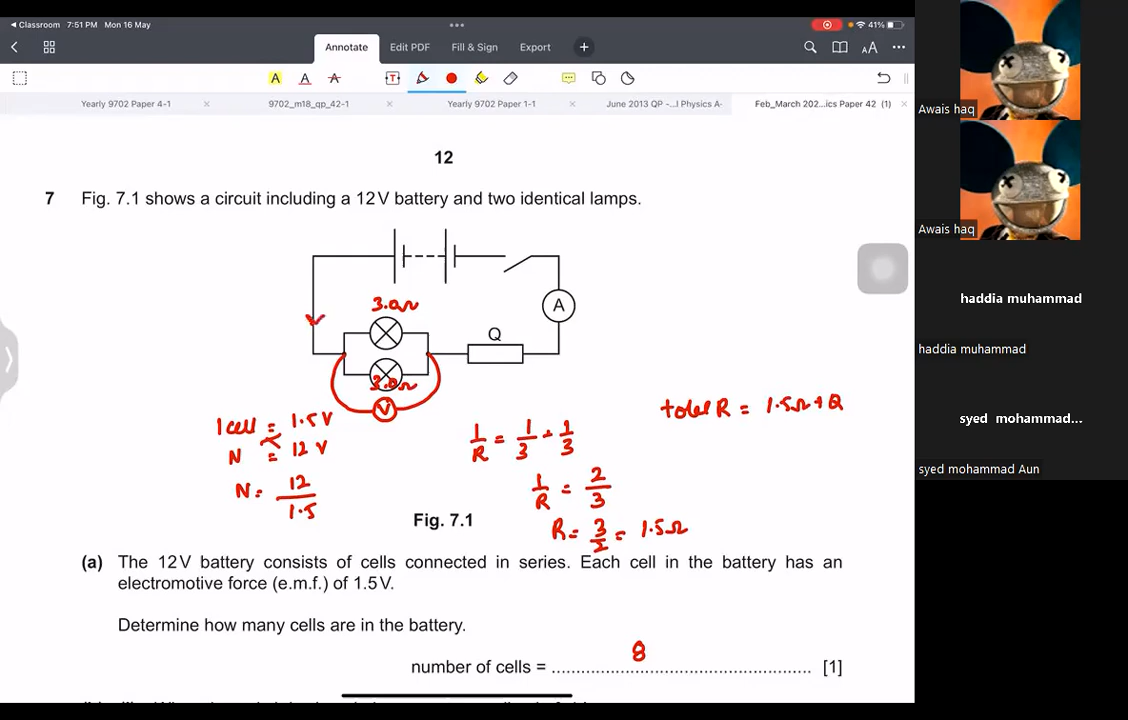 Classroom 7:51 PM Mon 16 May
41%
Annotate Edit PDF Fill & Sign Export
AA
A A A T
Yearly 9702 Paper 4-1 × 9702_m18_qp_42-1 × Yearly 9702 Paper 1-1 × June 2013 QP -...l Physics A- Feb_March 202...ics Paper 42 (1) ×
12
7 Fig. 7.1 shows a circuit including a 12 V battery and two identical lamps.
3.0Ω
A
Q
3.0Ω
V
total R = 1.5Ω + Q
1 cell = 1.5 V
N = 12 V
N = 12/1.5
1/R = 1/3 + 1/3
1/R = 2/3
R = 3/2 = 1.5Ω
Fig. 7.1
(a) The 12 V battery consists of cells connected in series. Each cell in the battery has an
electromotive force (e.m.f.) of 1.5 V.
Determine how many cells are in the battery.
8
number of cells = ........................................................ [1]
Awais haq
Awais haq
haddia muhammad
haddia muhammad
syed mohammad...
syed mohammad Aun